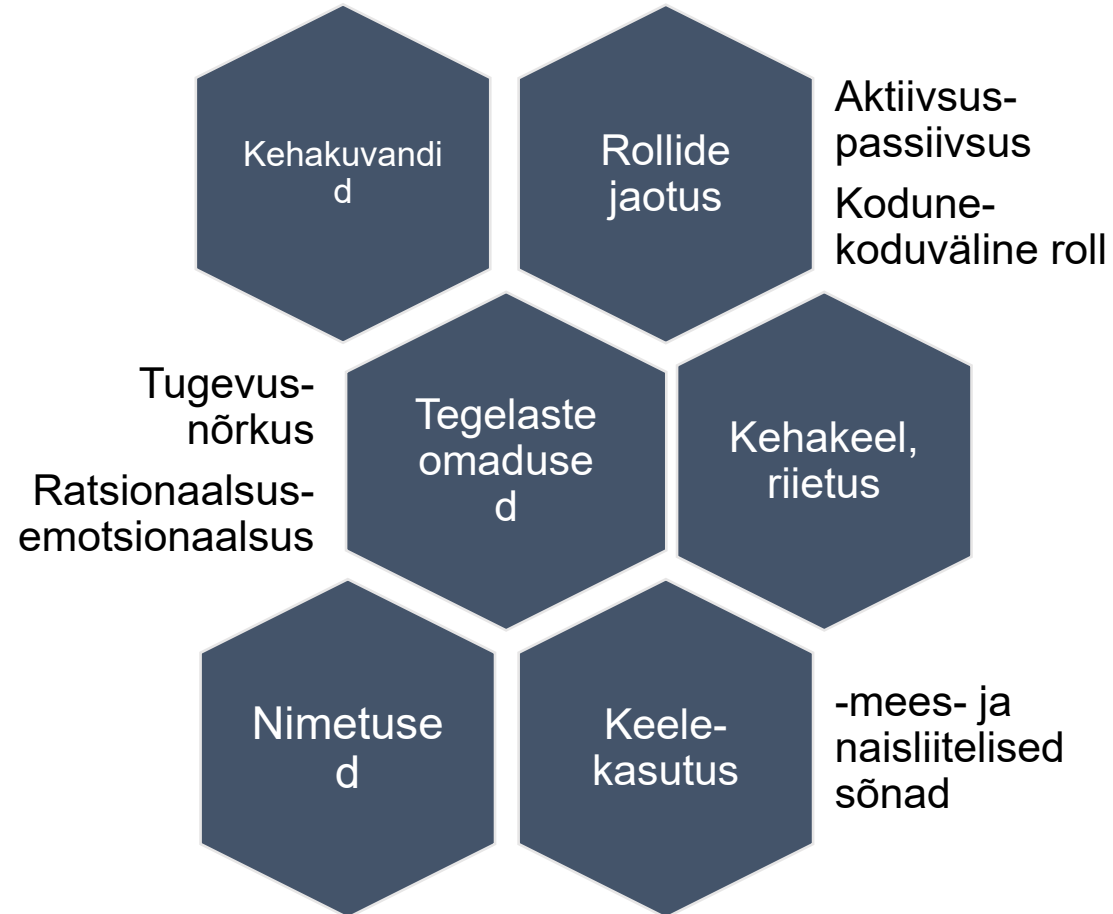 Kehakuvandi
d
Rollide
jaotus
Aktiivsus-
passiivsus
Kodune-
koduväline roll
Tugevus-
nõrkus
Ratsionaalsus-
emotsionaalsus
Tegelaste
omaduse
d
Kehakeel,
riietus
Nimetuse
d
Keele-
kasutus
-mees- ja
naisliitelised
sõnad